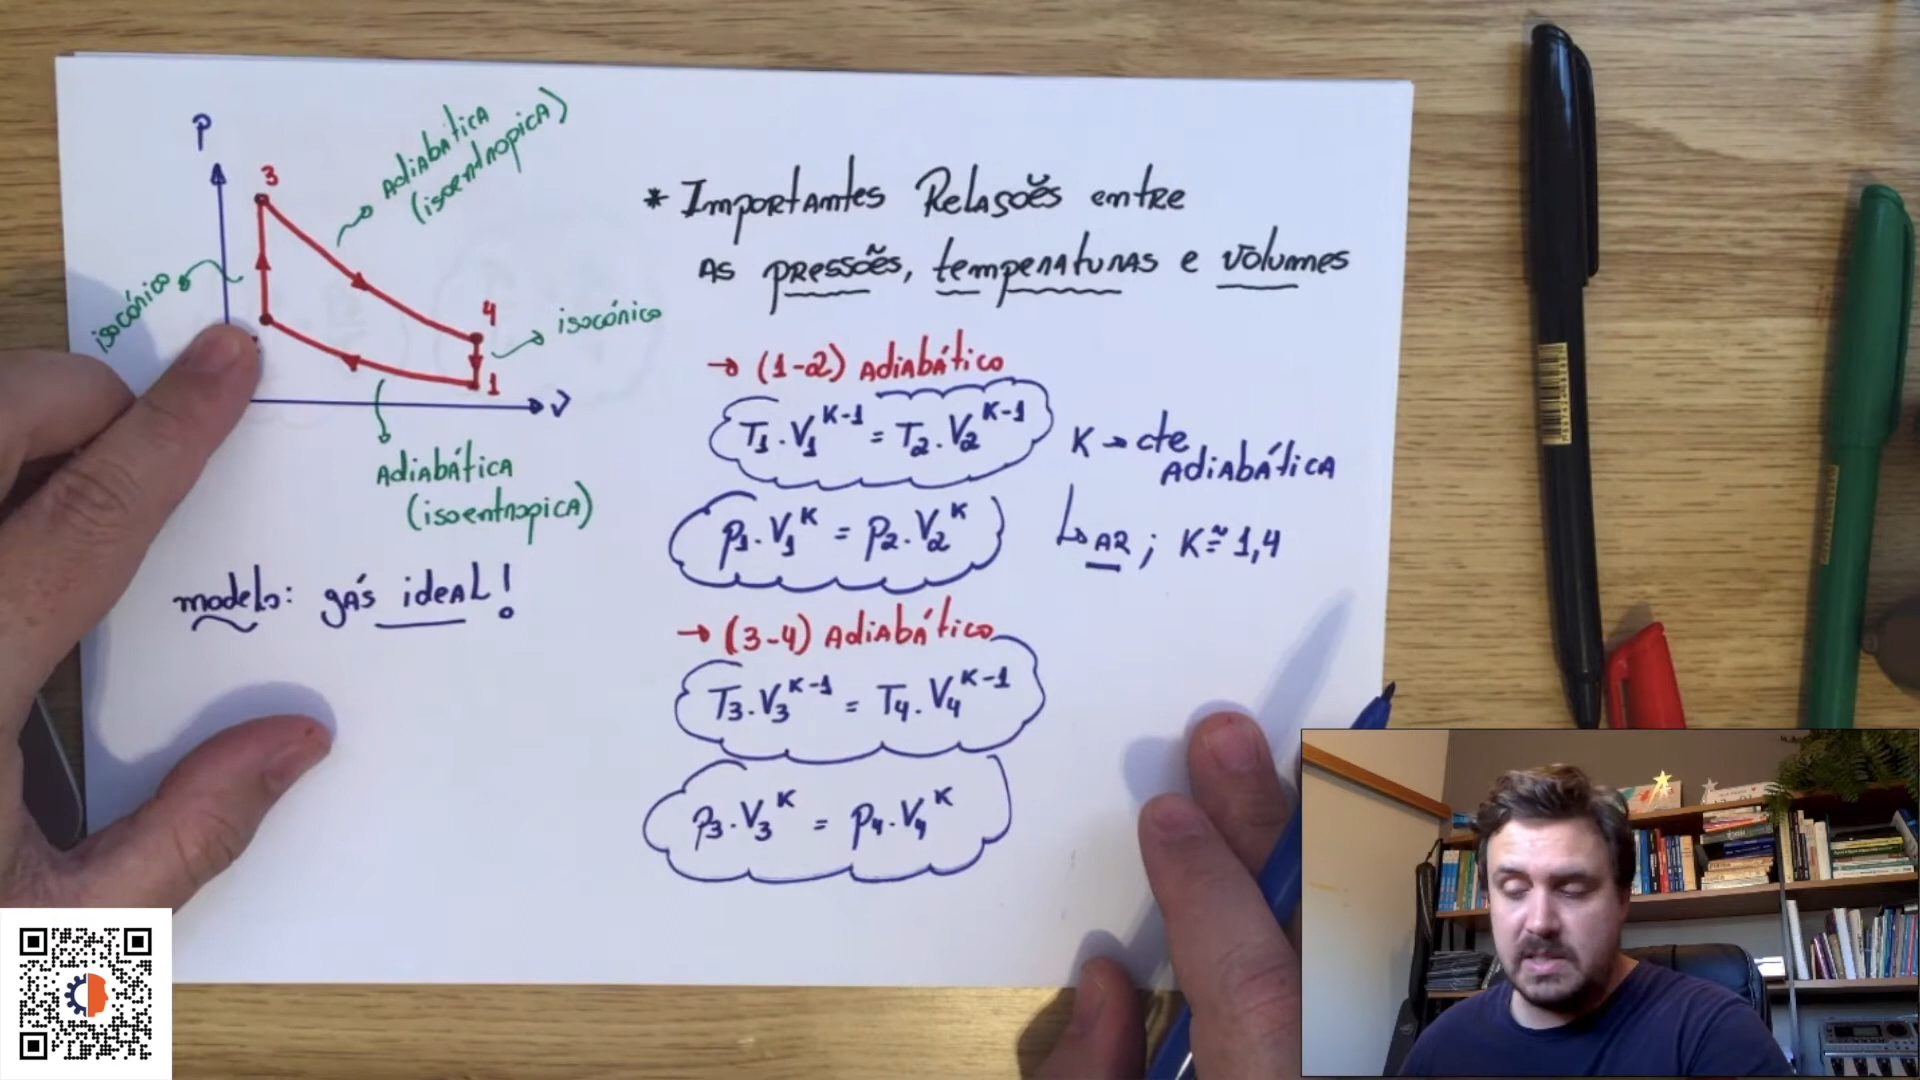 P
3
Adiabática
(isoentropica)
isocórico
4
isocórico
1
V
Adiabática
(isoentropica)
modelo: gás ideal!
* Importantes Relações entre
as pressões, temperaturas e volumes
→ (1-2) Adiabático
T₁.V₁^K-1 = T₂.V₂^K-1
K → cte
Adiabática
p₁.V₁^K = p₂.V₂^K
↳ AR; K ≅ 1,4
→ (3-4) Adiabático
T₃.V₃^K-1 = T₄.V₄^K-1
p₃.V₃^K = p₄.V₄^K